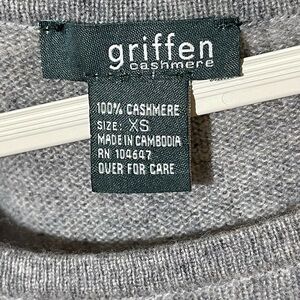 griffen
cashmere
100% CASHMERE
SIZE: XS
MADE IN CAMBODIA
RN 104647
OVER FOR CARE